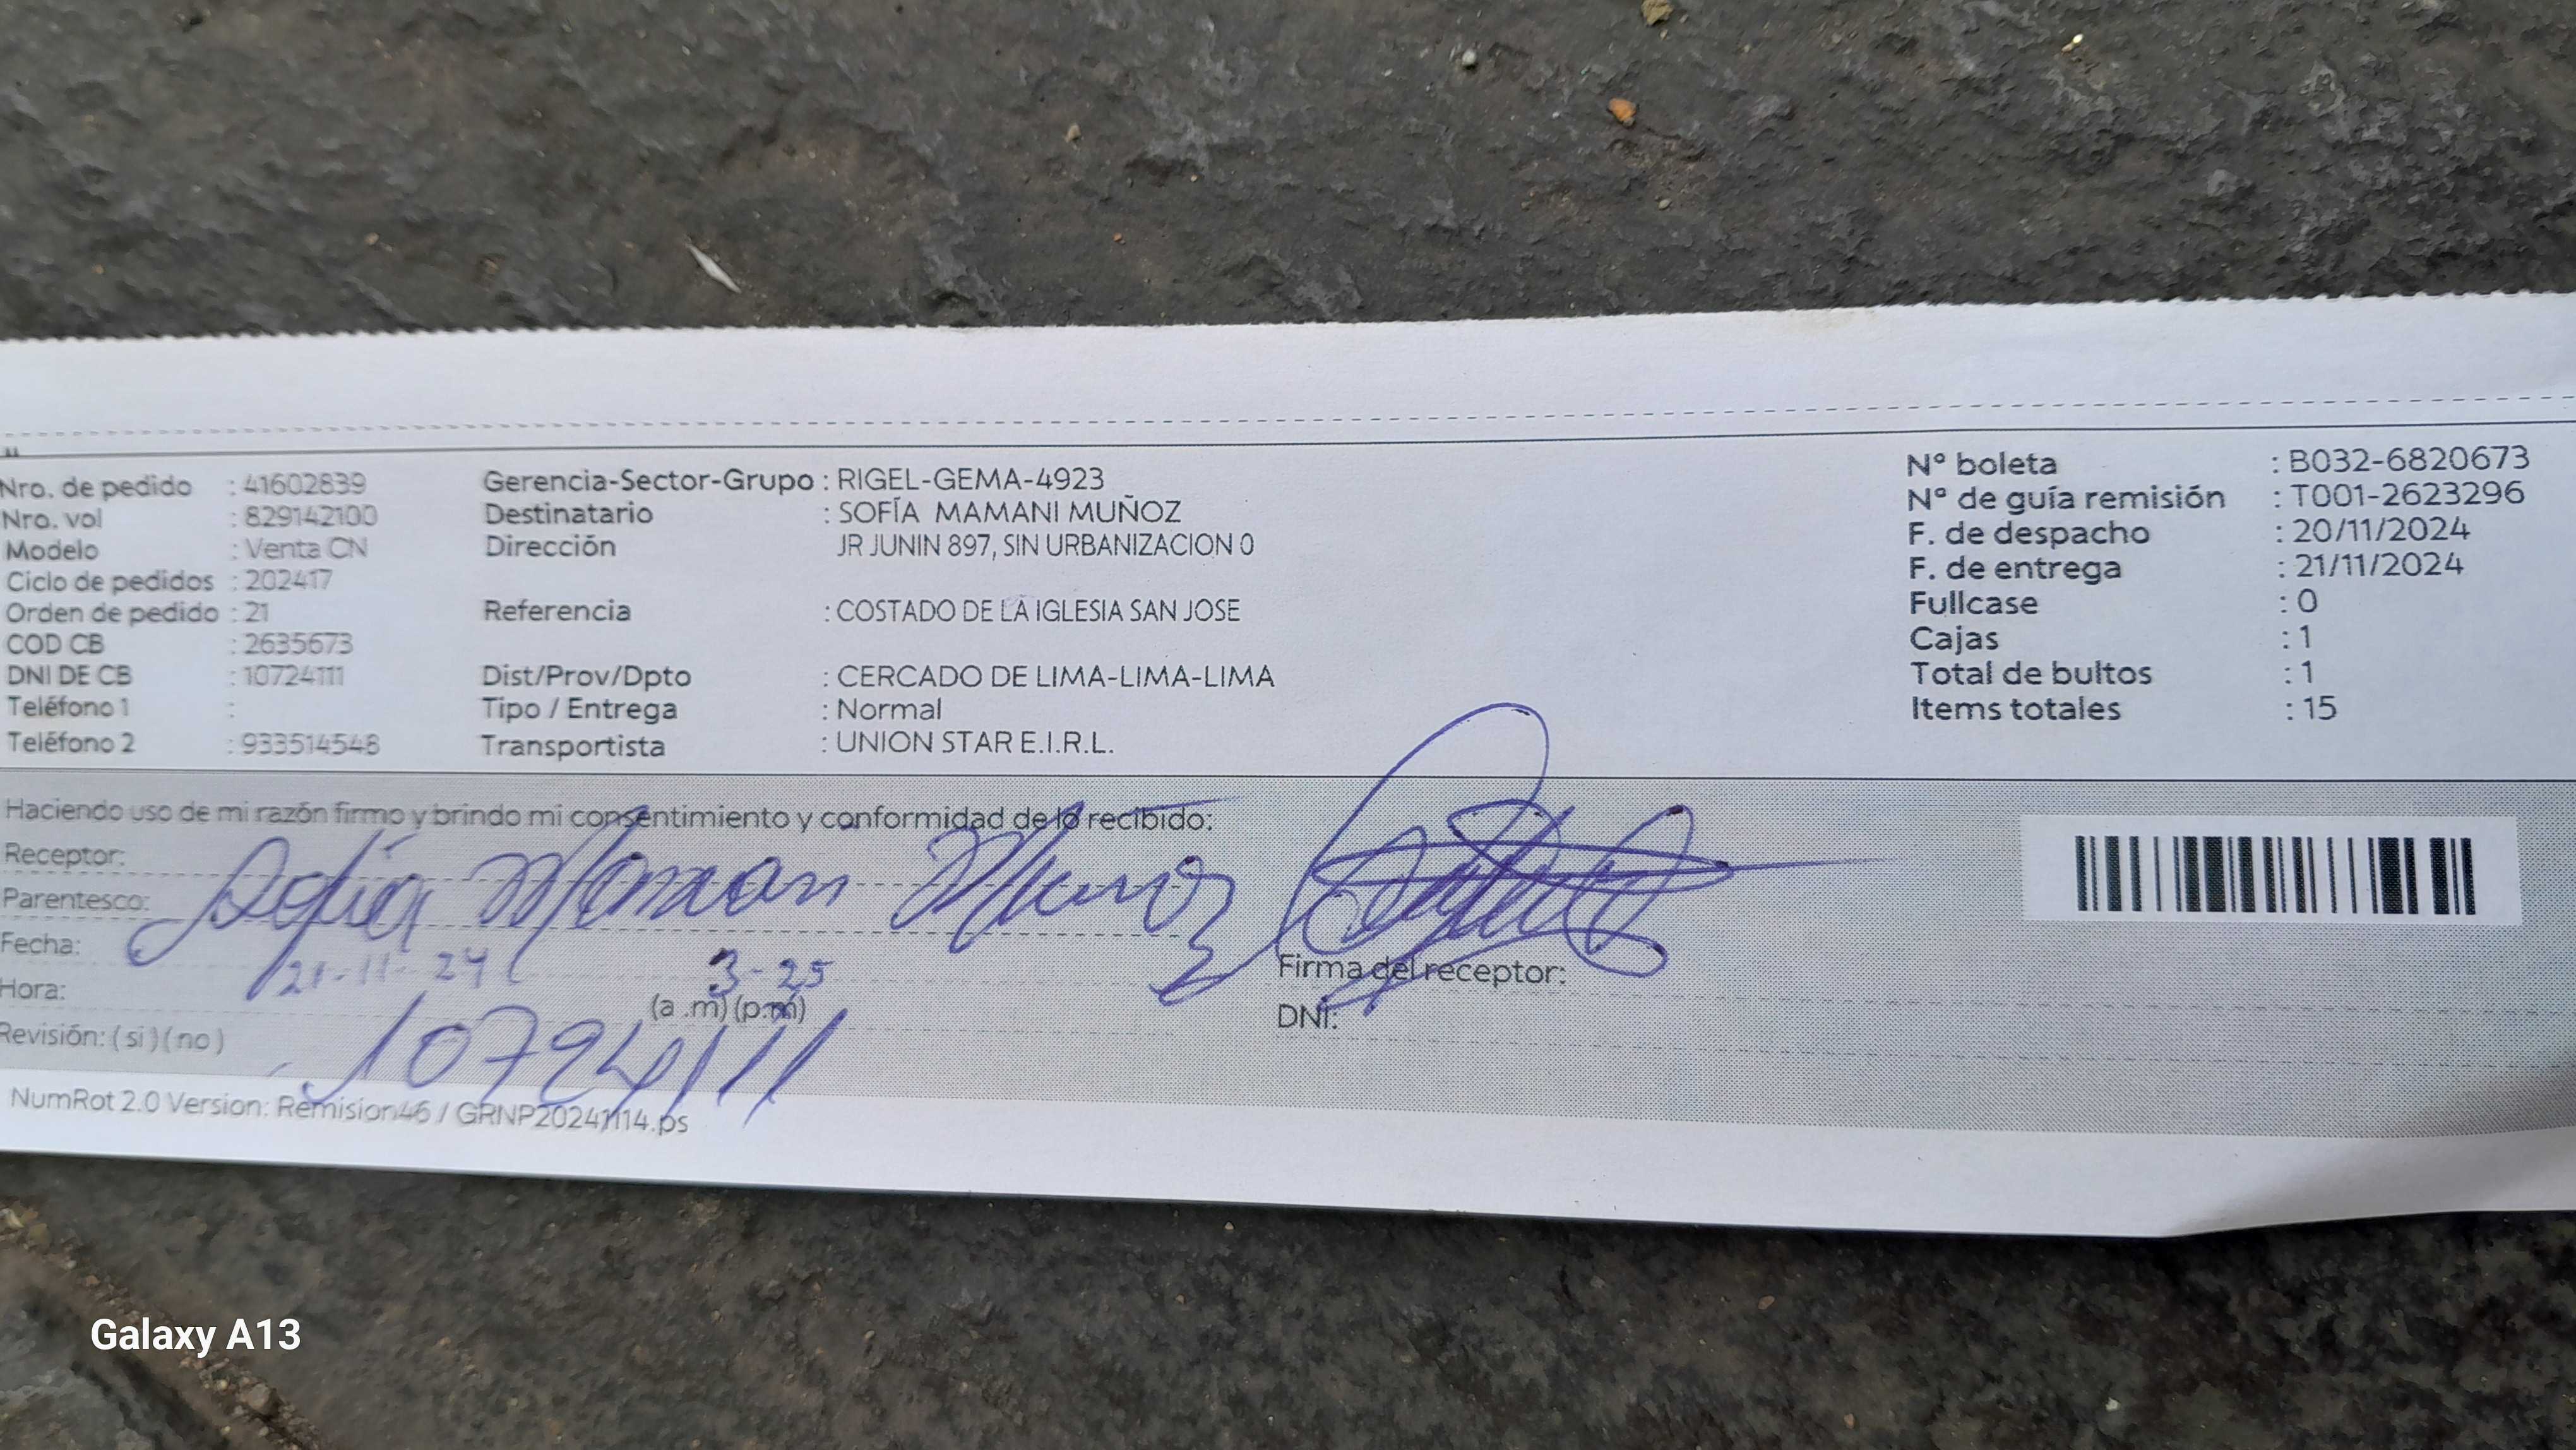 Nro. de pedido : 41602839
Nro. vol : 829142100
Modelo : Venta CN
Ciclo de pedidos : 202417
Orden de pedido : 21
COD CB : 2635673
DNI DE CB : 10724111
Teléfono 1 :
Teléfono 2 : 933514548
Gerencia-Sector-Grupo : RIGEL-GEMA-4923
Destinatario : SOFÍA MAMANI MUÑOZ
Dirección JR JUNIN 897, SIN URBANIZACION 0
Referencia : COSTADO DE LA IGLESIA SAN JOSE
Dist/Prov/Dpto : CERCADO DE LIMA-LIMA-LIMA
Tipo / Entrega : Normal
Transportista : UNION STAR E.I.R.L.
Nº boleta : B032-6820673
Nº de guía remisión : T001-2623296
F. de despacho : 20/11/2024
F. de entrega : 21/11/2024
Fullcase : 0
Cajas : 1
Total de bultos : 1
Items totales : 15
Haciendo uso de mi razón firmo y brindo mi consentimiento y conformidad de lo recibido:
Receptor: Sofía Mamani Muñoz
Parentesco:
Fecha: 21-11-24
Hora: 3-25 (a .m) (p.m)
Revisión: ( si ) ( no ) 10724111
Firma del receptor:
DNI:
NumRot 2.0 Version: Remision46 / GRNP20241114.ps
Galaxy A13